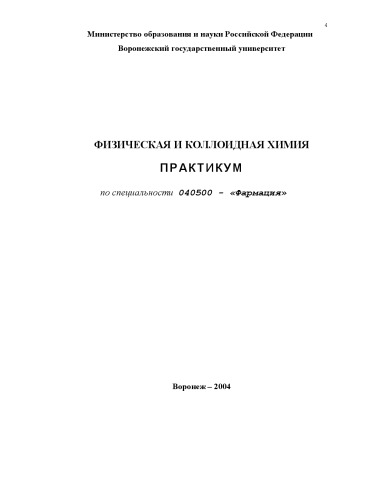 4
Министерство образования и науки Российской Федерации
Воронежский государственный университет
ФИЗИЧЕСКАЯ И КОЛЛОИДНАЯ ХИМИЯ
ПРАКТИКУМ
по специальности 040500 – «Фармация»
Воронеж – 2004